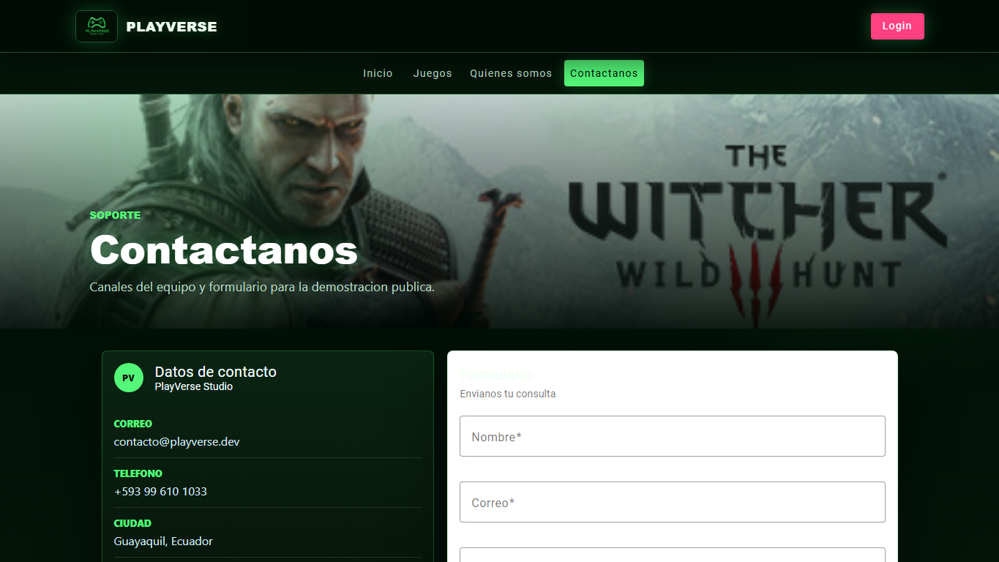 PLAYVERSE
PLAYVERSE
Login
Inicio
Juegos
Quienes somos
Contactanos
THE
WITCHER
WILD HUNT
SOPORTE
Contactanos
Canales del equipo y formulario para la demostracion publica.
PV
Datos de contacto
PlayVerse Studio
CORREO
contacto@playverse.dev
TELEFONO
+593 99 610 1033
CIUDAD
Guayaquil, Ecuador
Formulario
Envianos tu consulta
Nombre*
Correo*